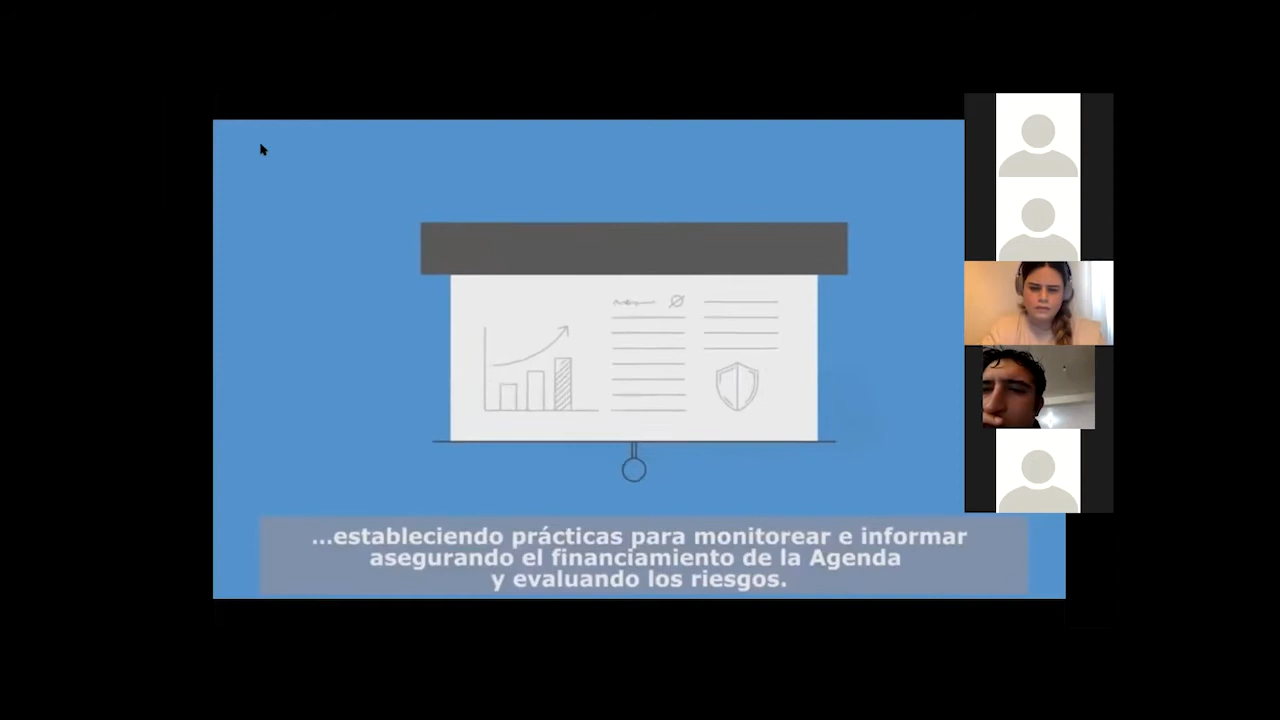 ...estableciendo prácticas para monitorear e informar
asegurando el financiamiento de la Agenda
y evaluando los riesgos.